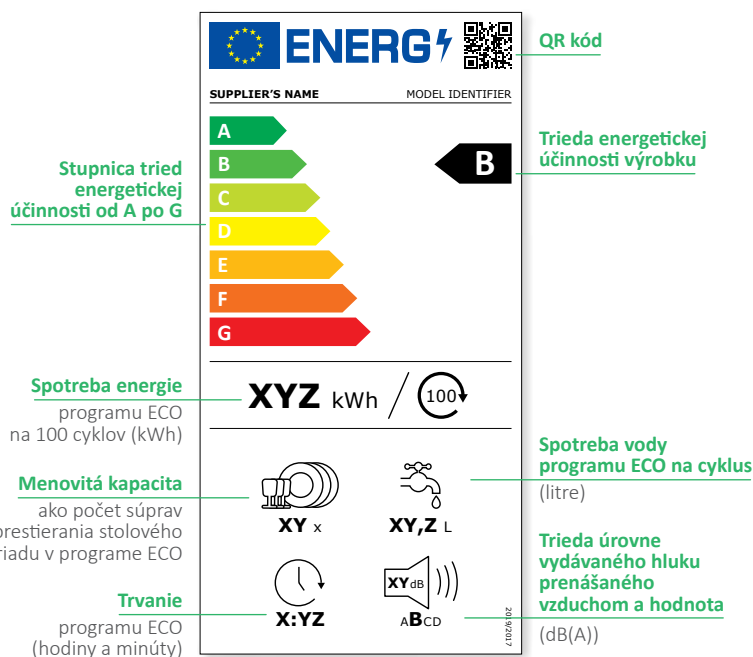 ENERG
QR kód
SUPPLIER'S NAME
MODEL IDENTIFIER
A
B
C
D
E
F
G
B
Trieda energetickej
účinnosti výrobku
Stupnica tried
energetickej
účinnosti od A po G
Spotreba energie
programu ECO
na 100 cyklov (kWh)
XYZ kWh / 100
Menovitá kapacita
ako počet súprav
prestierania stolového
riadu v programe ECO
XY x
XY,Z L
Spotreba vody
programu ECO na cyklus
(litre)
Trvanie
programu ECO
(hodiny a minúty)
X:YZ
XYdB
ABCD
2019/2017
Trieda úrovne
vydávaného hluku
prenášaného
vzduchom a hodnota
(dB(A))